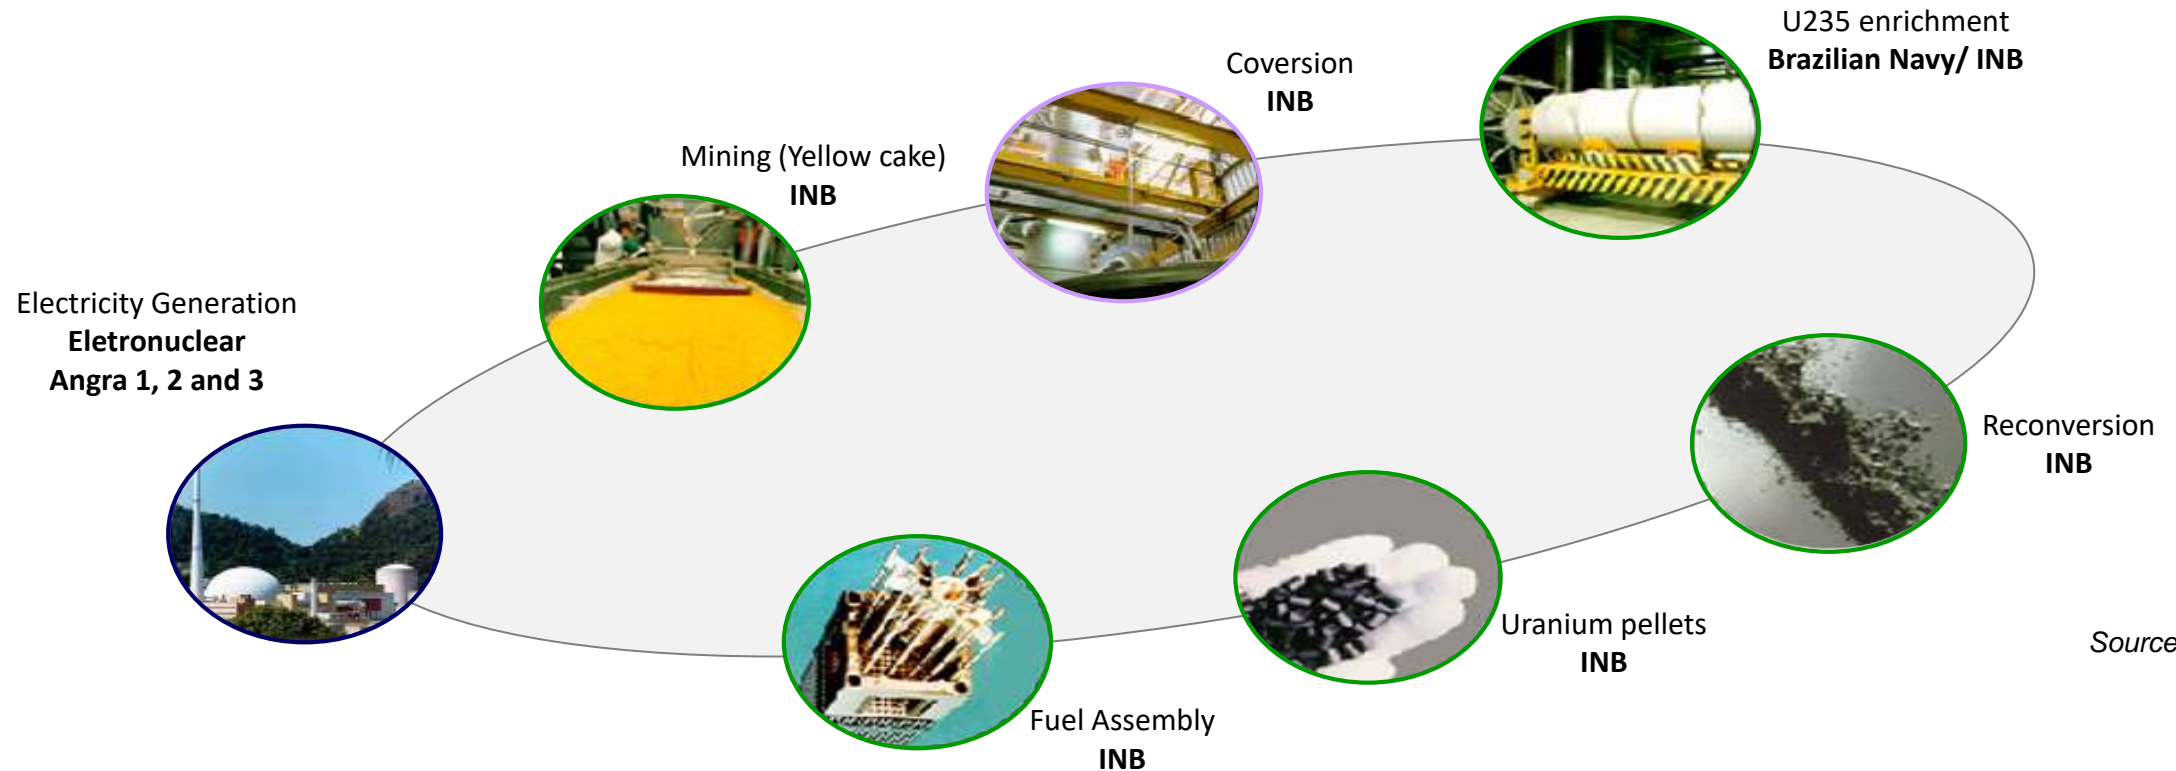 U235 enrichment
Brazilian Navy/ INB
Coversion
INB
Mining (Yellow cake)
INB
Electricity Generation
Eletronuclear
Angra 1, 2 and 3
Reconversion
INB
Uranium pellets
INB
Source
Fuel Assembly
INB